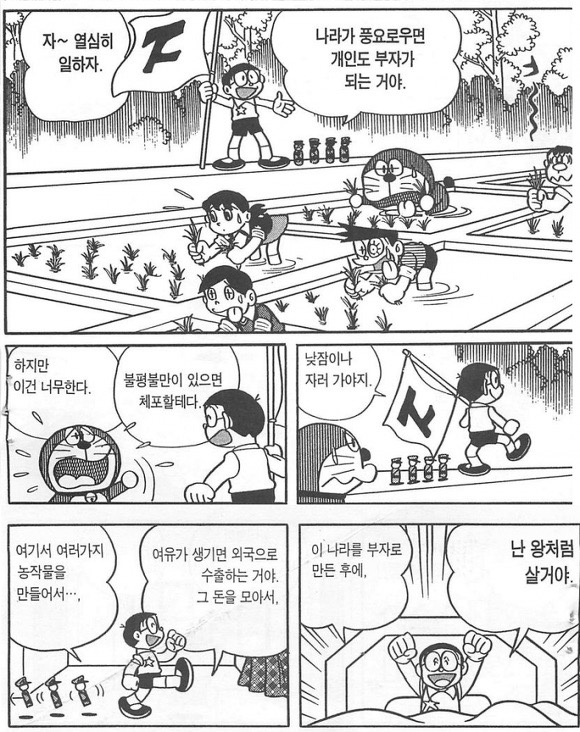 자~ 열심히
일하자.
나라가 풍요로우면
개인도 부자가
되는 거야.
하지만
이건 너무한다.
불평불만이 있으면
체포할테다.
낮잠이나
자러 가야지.
여기서 여러가지
농작물을
만들어서…,
여유가 생기면 외국으로
수출하는 거야.
그 돈을 모아서,
이 나라를 부자로
만든 후에,
난 왕처럼
살거야.